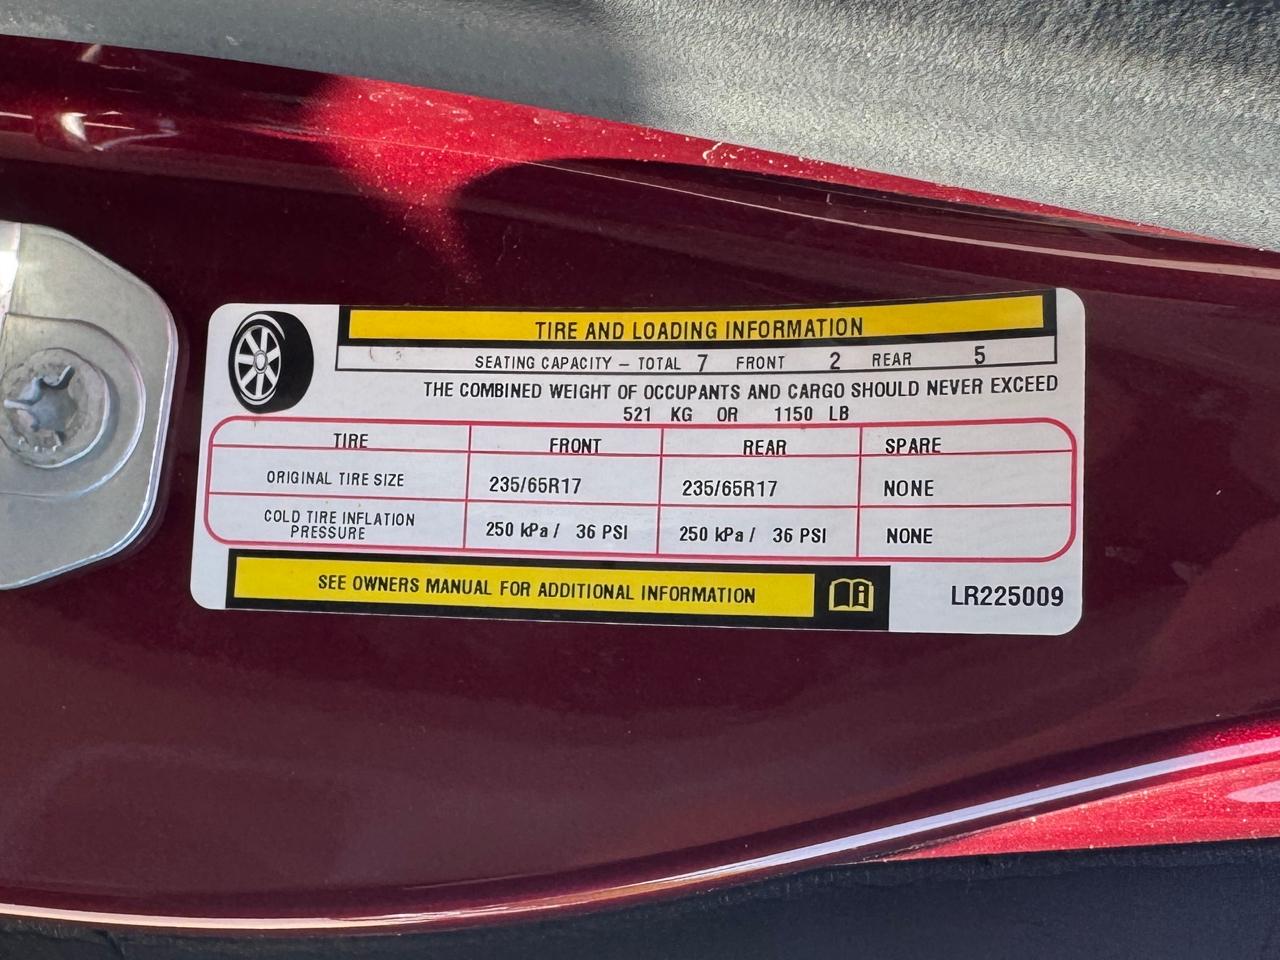 TIRE AND LOADING INFORMATION
SEATING CAPACITY – TOTAL 7 FRONT 2 REAR 5
THE COMBINED WEIGHT OF OCCUPANTS AND CARGO SHOULD NEVER EXCEED
521 KG OR 1150 LB
TIRE FRONT REAR SPARE
ORIGINAL TIRE SIZE 235/65R17 235/65R17 NONE
COLD TIRE INFLATION
PRESSURE 250 kPa / 36 PSI 250 kPa / 36 PSI NONE
SEE OWNERS MANUAL FOR ADDITIONAL INFORMATION
LR225009